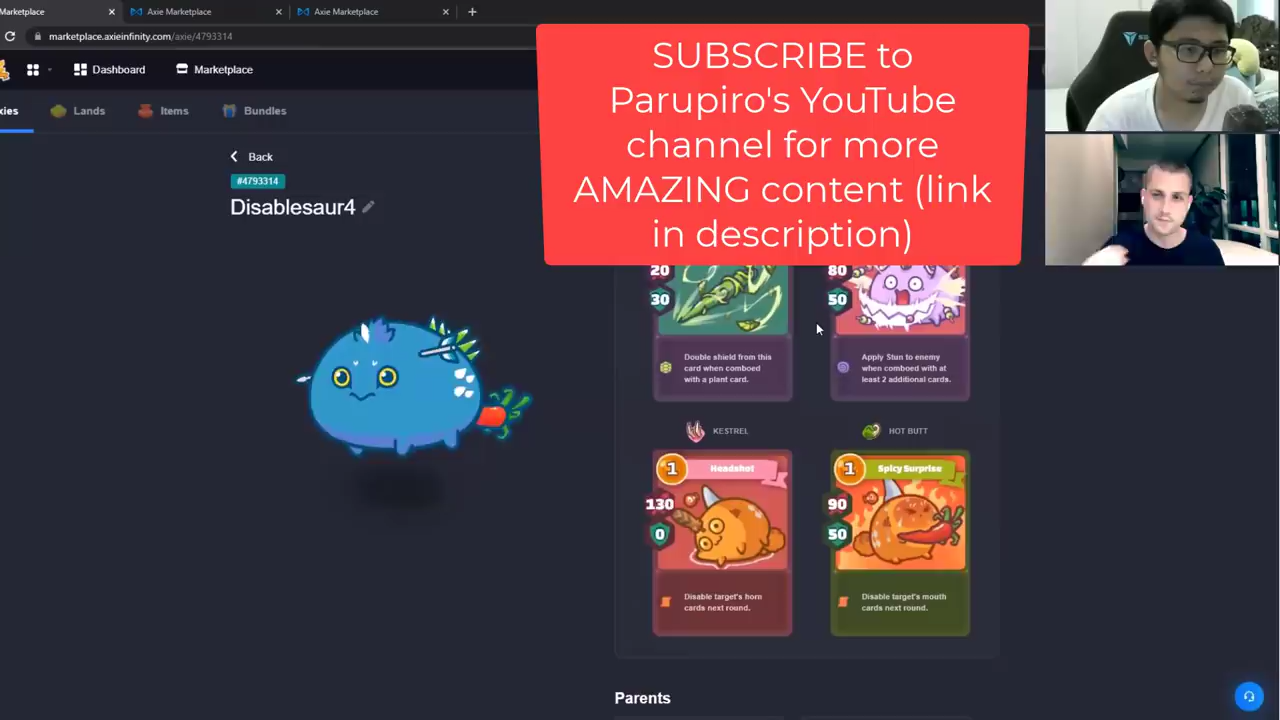 Marketplace
Axie Marketplace
Axie Marketplace
marketplace.axieinfinity.com/axie/4793314
Dashboard
Marketplace
xies
Lands
Items
Bundles
SUBSCRIBE to
Parupiro's YouTube
channel for more
AMAZING content (link
in description)
Back
#4793314
Disablesaur4
20
30
Double shield from this
card when comboed
with a plant card.
80
50
Apply Stun to enemy
when comboed with at
least 2 additional cards.
KESTREL
1
Headshot
130
0
Disable target's horn
cards next round.
HOT BUTT
1
Spicy Surprise
90
50
Disable target's mouth
cards next round.
Parents